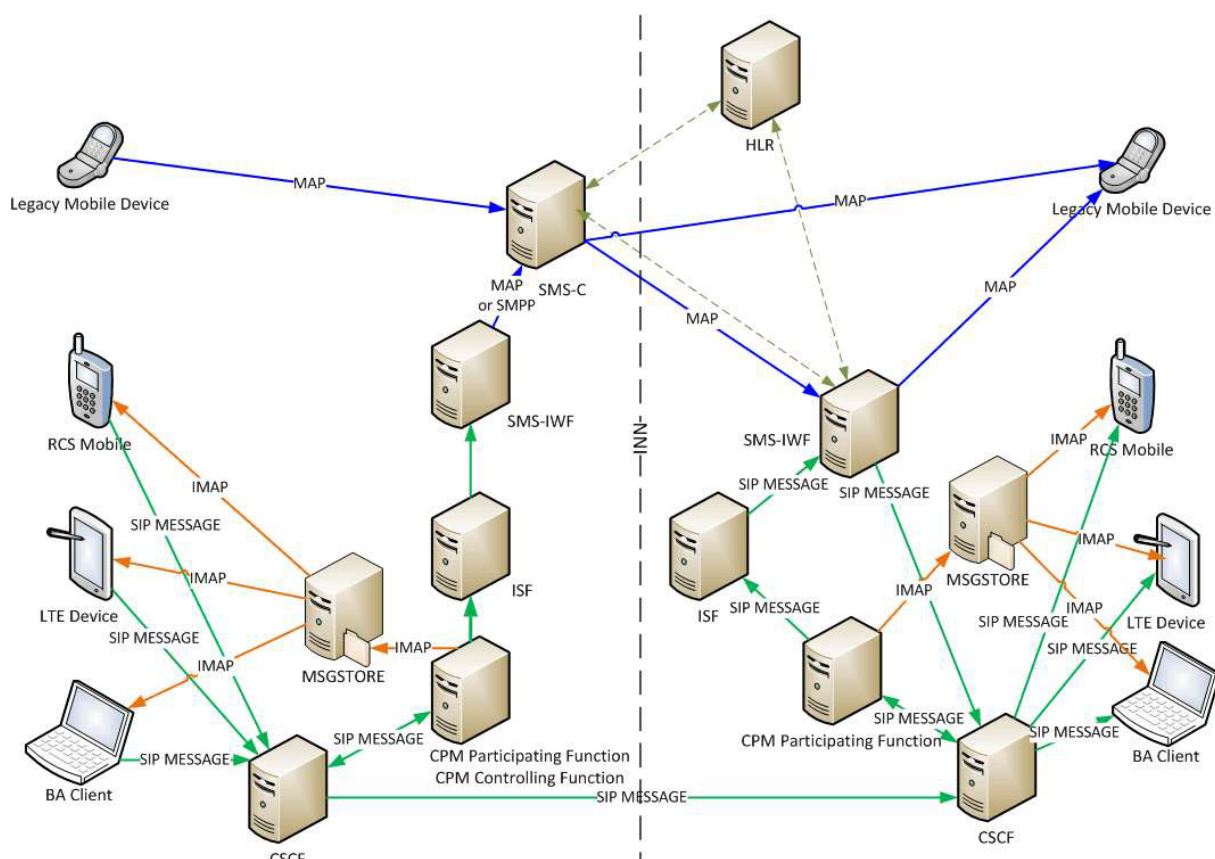 HLR
Legacy Mobile Device
MAP
SMS-C
MAP
Legacy Mobile Device
MAP
or SMPP
MAP
MAP
RCS Mobile
SMS-IWF
NNI
SMS-IWF
IMAP
RCS Mobile
IMAP
SIP MESSAGE
SIP MESSAGE
SIP MESSAGE
IMAP
LTE Device
IMAP
ISF
MSGSTORE
ISF
IMAP
IMAP
LTE Device
SIP MESSAGE
SIP MESSAGE
SIP MESSAGE
SIP MESSAGE
IMAP
MSGSTORE
IMAP
BA Client
SIP MESSAGE
SIP MESSAGE
CPM Participating Function
CPM Controlling Function
CPM Participating Function
SIP MESSAGE
SIP MESSAGE
BA Client
SIP MESSAGE
CSCF
CSCF